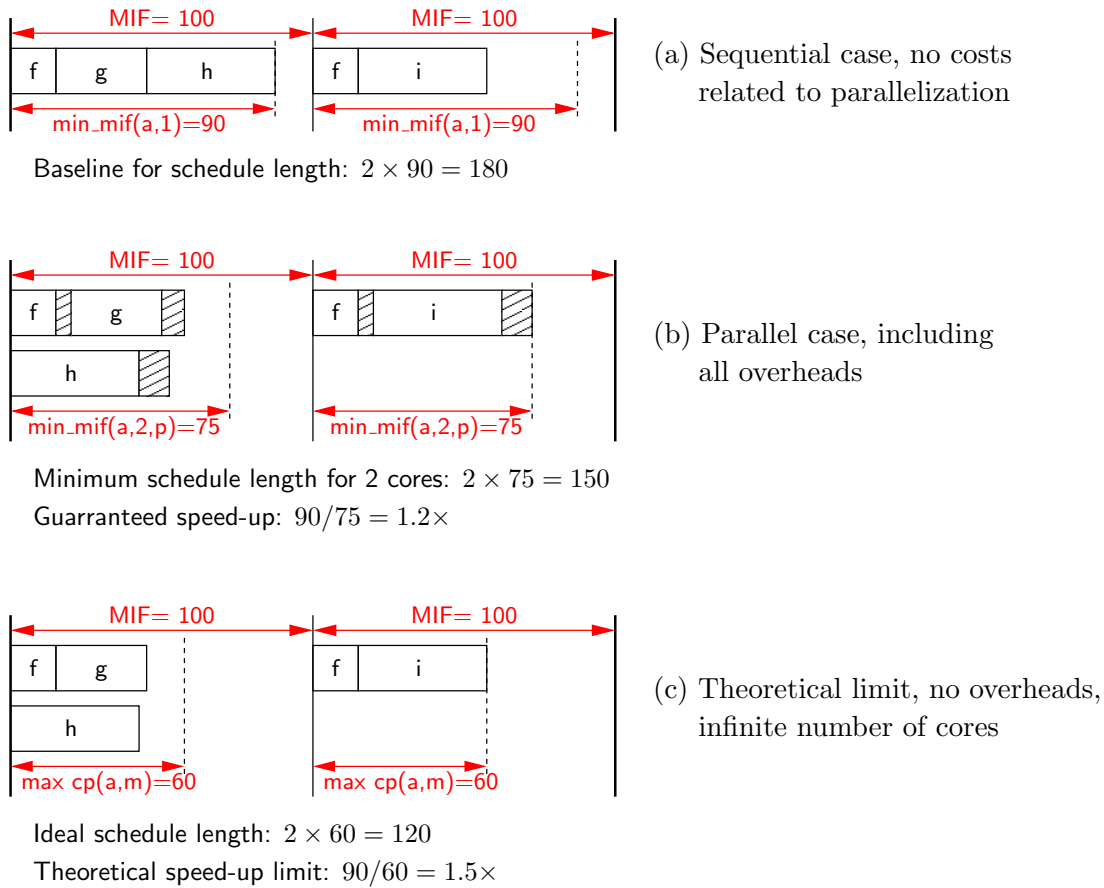 MIF= 100 MIF= 100
f g h f i
min_mif(a,1)=90 min_mif(a,1)=90
(a) Sequential case, no costs
related to parallelization
Baseline for schedule length: 2 × 90 = 180
MIF= 100 MIF= 100
f g f i
h
min_mif(a,2,p)=75 min_mif(a,2,p)=75
(b) Parallel case, including
all overheads
Minimum schedule length for 2 cores: 2 × 75 = 150
Guarranteed speed-up: 90/75 = 1.2×
MIF= 100 MIF= 100
f g f i
h
max cp(a,m)=60 max cp(a,m)=60
(c) Theoretical limit, no overheads,
infinite number of cores
Ideal schedule length: 2 × 60 = 120
Theoretical speed-up limit: 90/60 = 1.5×